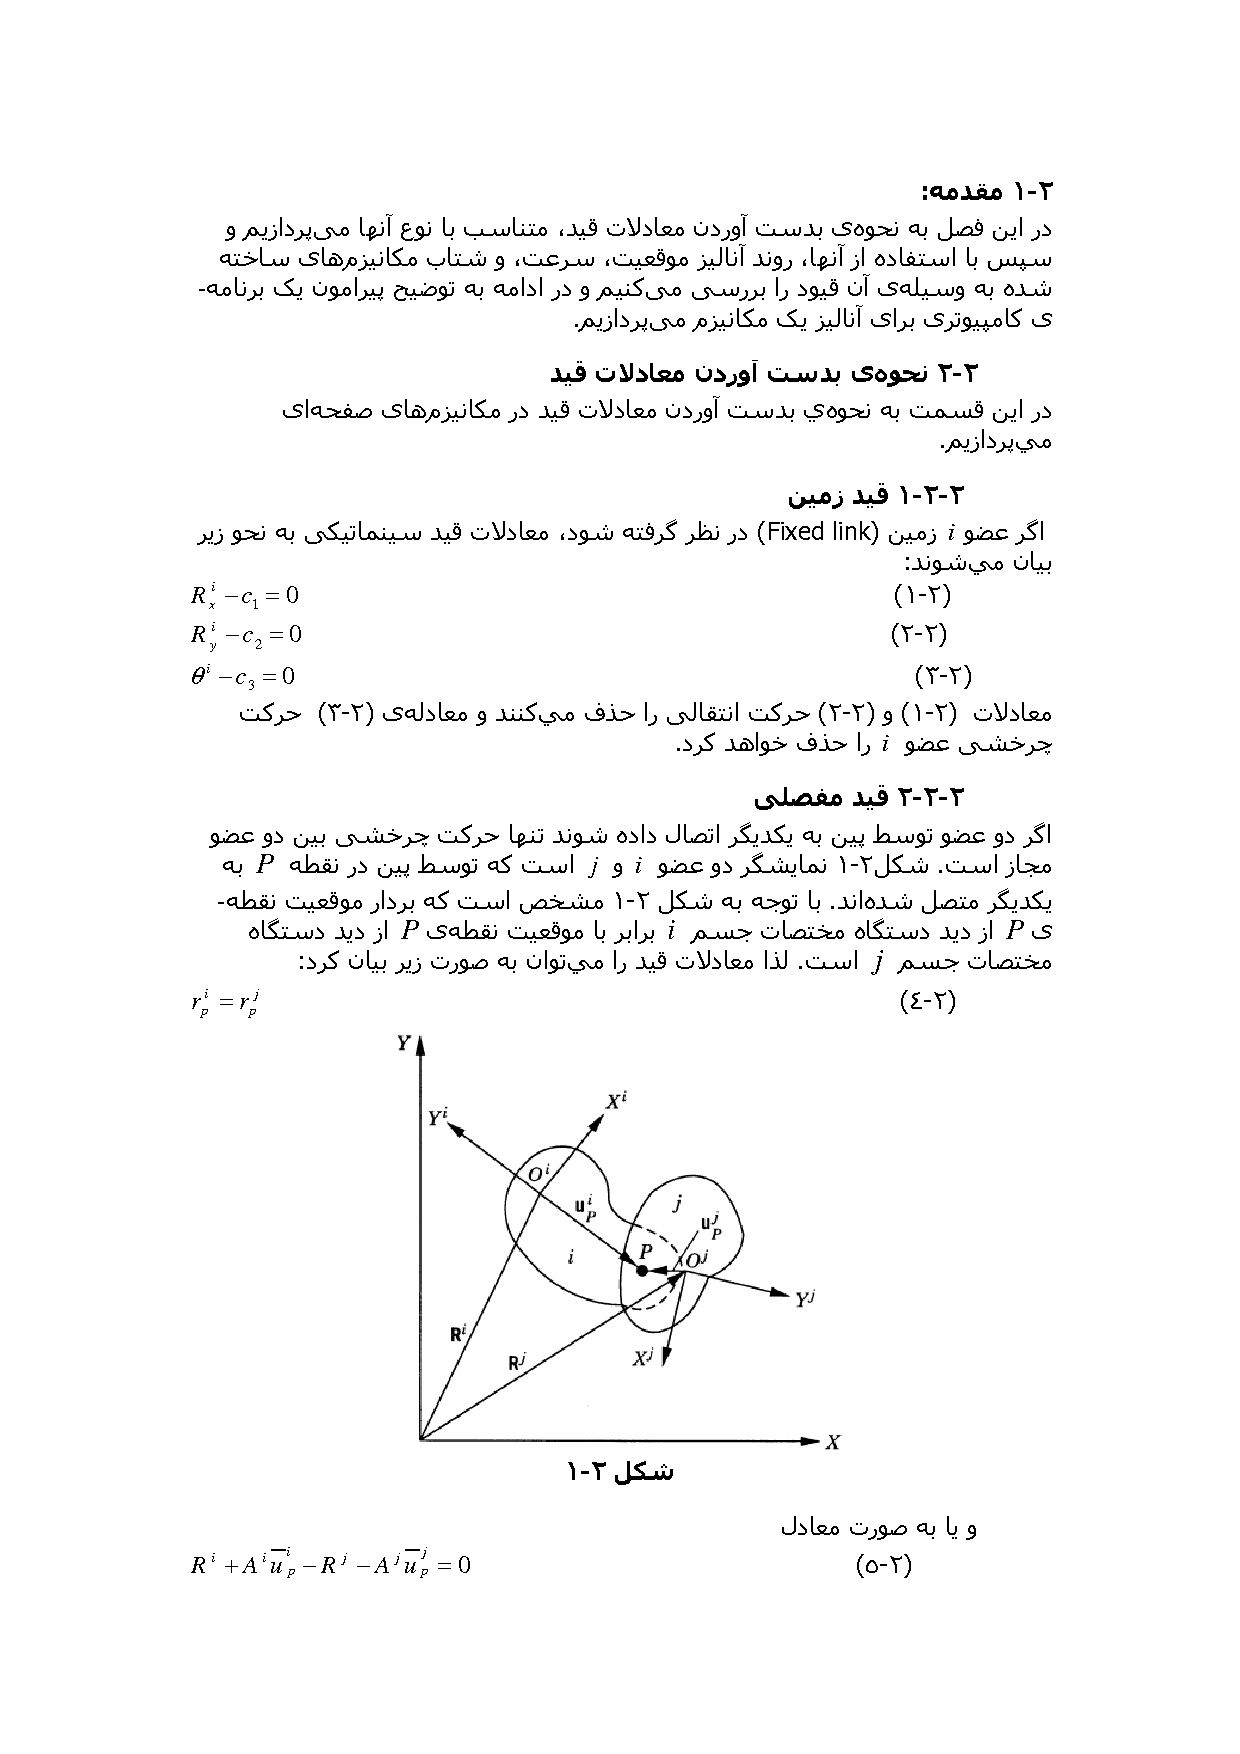 ۲-۱ مقدمه:
در این فصل به نحوه‌ی بدست آوردن معادلات قید، متناسب با نوع آنها می‌پردازیم و
سپس با استفاده از آنها، روند آنالیز موقعیت، سرعت، و شتاب مکانیزم‌های ساخته
شده به وسیله‌ی آن قیود را بررسی می‌کنیم و در ادامه به توضیح پیرامون یک برنامه-
ی کامپیوتری برای آنالیز یک مکانیزم می‌پردازیم.
۲-۲ نحوه‌ی بدست آوردن معادلات قید
در این قسمت به نحوه‌ي بدست آوردن معادلات قید در مکانیزم‌های صفحه‌ای
مي‌پردازیم.
۲-۲-۱ قید زمین
اگر عضو i زمین (Fixed link) در نظر گرفته شود، معادلات قید سینماتیکی به نحو زیر
بیان مي‌شوند:
(۲-۱) R_x^i − c_1 = 0
(۲-۲) R_y^i − c_2 = 0
(۲-۳) θ^i − c_3 = 0
معادلات (۲-۱) و (۲-۲) حرکت انتقالی را حذف مي‌کنند و معادله‌ی (۲-۳) حرکت
چرخشی عضو i را حذف خواهد کرد.
۲-۲-۲ قید مفصلی
اگر دو عضو توسط پین به یکدیگر اتصال داده شوند تنها حرکت چرخشی بین دو عضو
مجاز است. شکل۲-۱ نمایشگر دو عضو i و j است که توسط پین در نقطه P به
یکدیگر متصل شده‌اند. با توجه به شکل ۲-۱ مشخص است که بردار موقعیت نقطه-
ی P از دید دستگاه مختصات جسم i برابر با موقعیت نقطه‌ی P از دید دستگاه
مختصات جسم j است. لذا معادلات قید را مي‌توان به صورت زیر بیان کرد:
(۲-٤) r_p^i = r_p^j
Y
X^i
Y^i
O^i
u_P^i
j
u_P^j
P
O^j
i
Y^j
R^i
R^j
X^j
X
شکل ۲-۱
و یا به صورت معادل
(۲-٥) R^i + A^i u̅_p^i − R^j − A^j u̅_p^j = 0